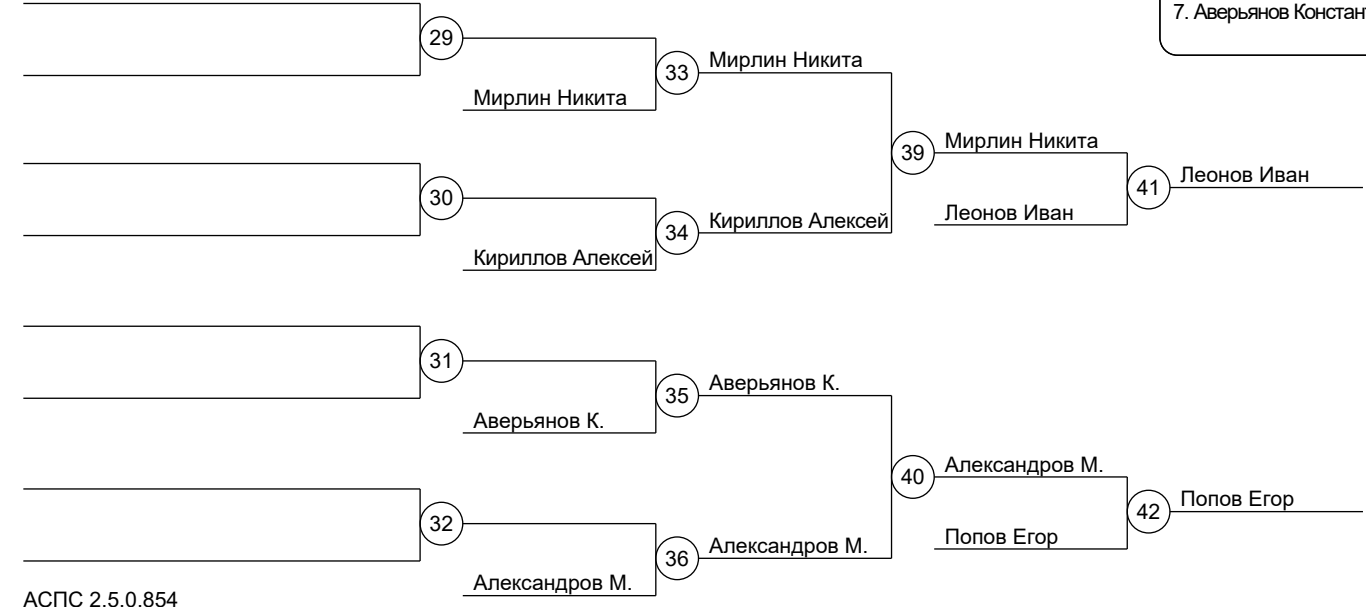 7. Аверьянов Констан
29
33
Мирлин Никита
Мирлин Никита
39
Мирлин Никита
30
34
Кириллов Алексей
Кириллов Алексей
Леонов Иван
41
Леонов Иван
31
35
Аверьянов К.
Аверьянов К.
40
Александров М.
32
36
Александров М.
Александров М.
Попов Егор
42
Попов Егор
АСПС 2.5.0.854